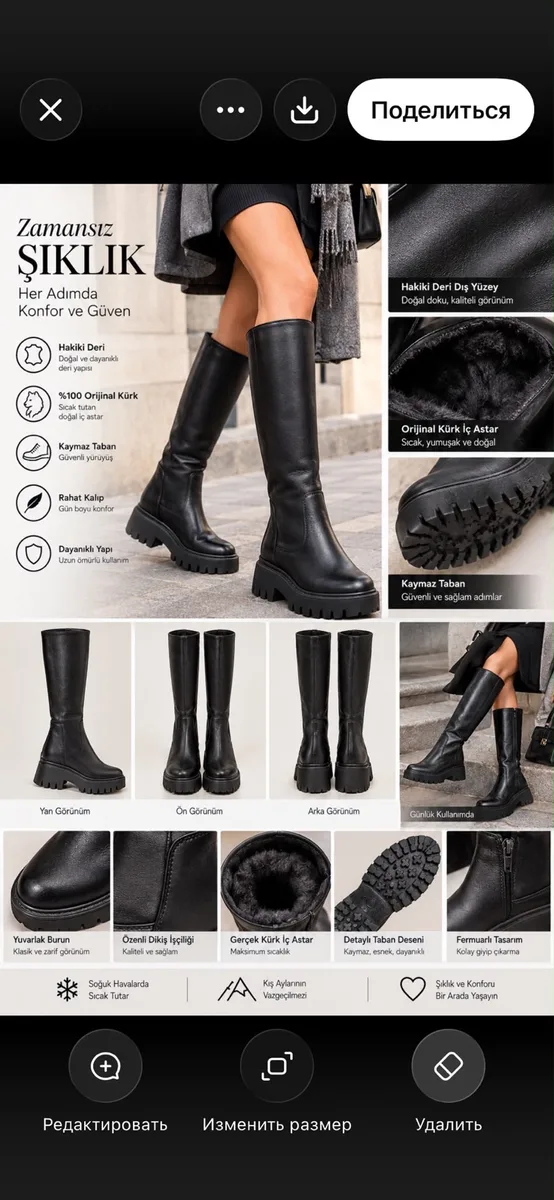 Поделиться
Zamansız
ŞIKLIK
Her Adımda
Konfor ve Güven
Hakiki Deri
Doğal ve dayanıklı
deri yapısı
%100 Orijinal Kürk
Sıcak tutan
doğal iç astar
Kaymaz Taban
Güvenli yürüyüş
Rahat Kalıp
Gün boyu konfor
Dayanıklı Yapı
Uzun ömürlü kullanım
Hakiki Deri Dış Yüzey
Doğal doku, kaliteli görünüm
Orijinal Kürk İç Astar
Sıcak, yumuşak ve doğal
Kaymaz Taban
Güvenli ve sağlam adımlar
Yan Görünüm
Ön Görünüm
Arka Görünüm
Günlük Kullanımda
Yuvarlak Burun
Klasik ve zarif görünüm
Özenli Dikiş İşçiliği
Kaliteli ve sağlam
Gerçek Kürk İç Astar
Maksimum sıcaklık
Detaylı Taban Deseni
Kaymaz, esnek, dayanıklı
Fermuarlı Tasarım
Kolay giyip çıkarma
Soğuk Havalarda
Sıcak Tutar
Kış Aylarının
Vazgeçilmezi
Şıklık ve Konforu
Bir Arada Yaşayın
Редактировать
Изменить размер
Удалить